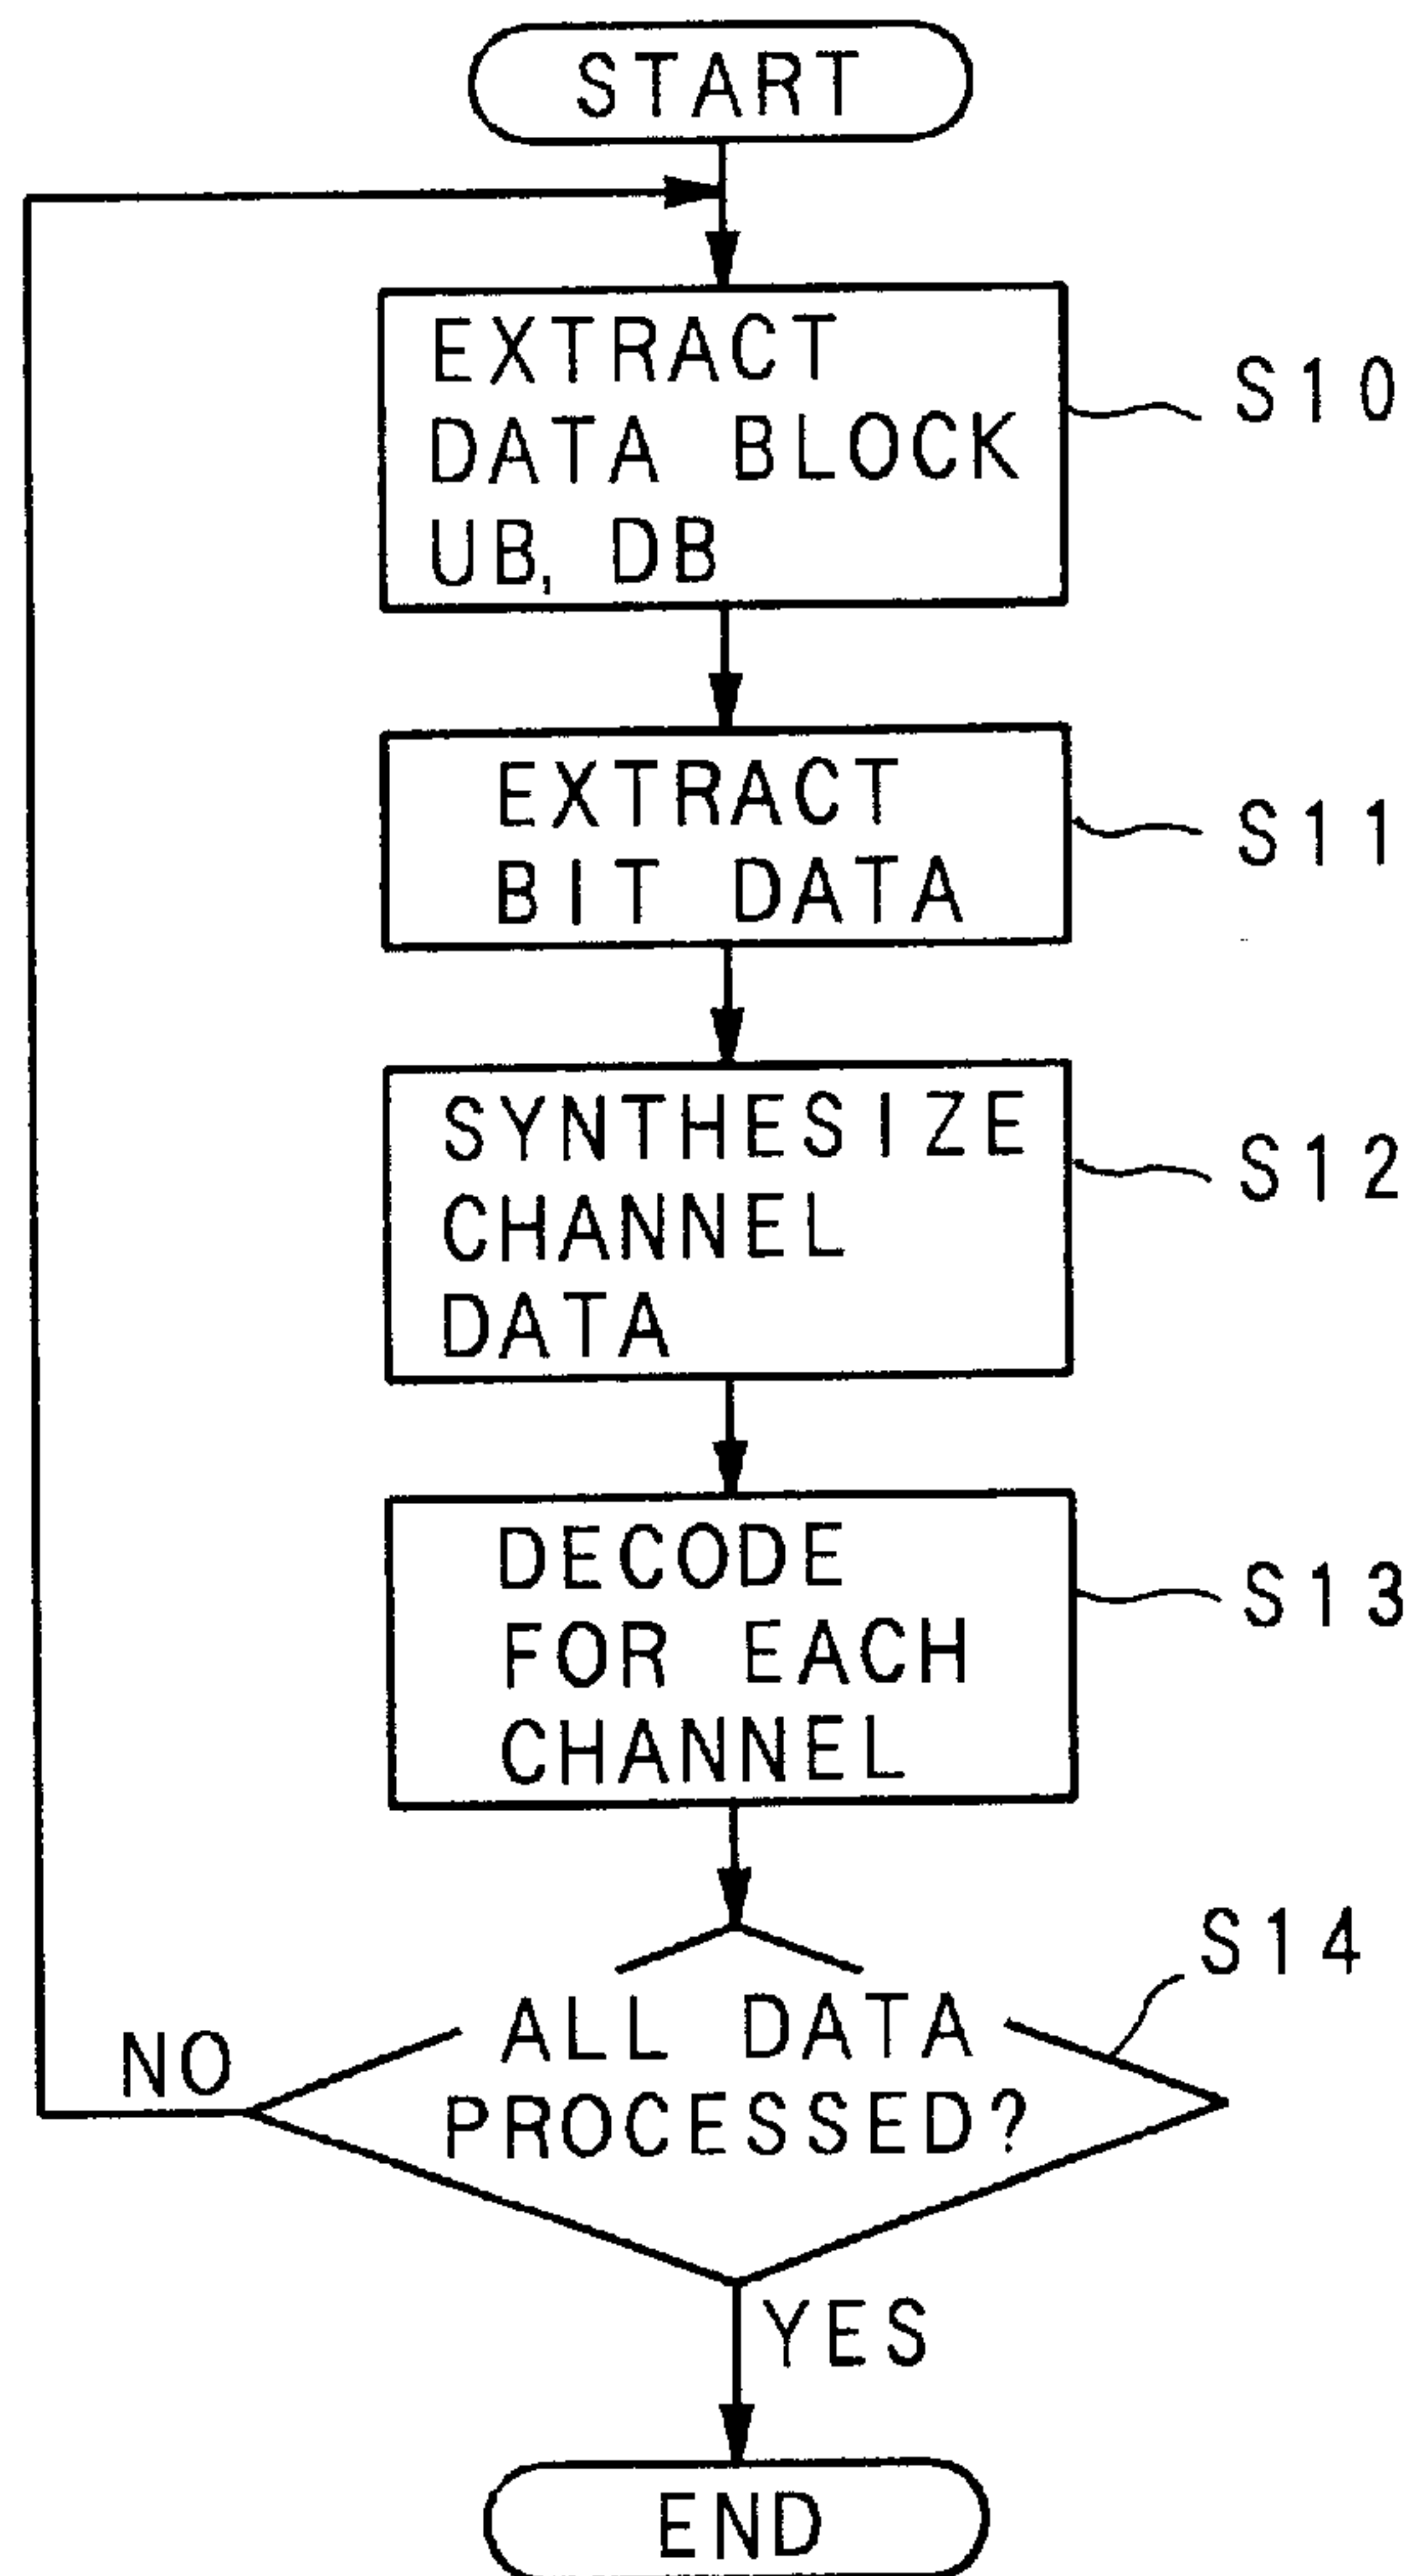 START
EXTRACT
DATA BLOCK
UB, DB
S10
EXTRACT
BIT DATA
S11
SYNTHESIZE
CHANNEL
DATA
S12
DECODE
FOR EACH
CHANNEL
S13
S14
ALL DATA
PROCESSED?
NO
YES
END